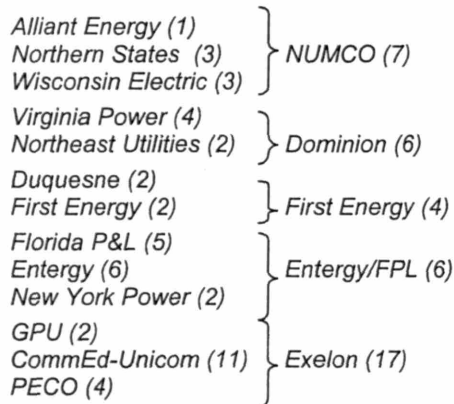 Alliant Energy (1)
Northern States (3)
Wisconsin Electric (3)
NUMCO (7)
Virginia Power (4)
Northeast Utilities (2)
Dominion (6)
Duquesne (2)
First Energy (2)
First Energy (4)
Florida P&L (5)
Entergy (6)
New York Power (2)
Entergy/FPL (6)
GPU (2)
CommEd-Unicom (11)
PECO (4)
Exelon (17)